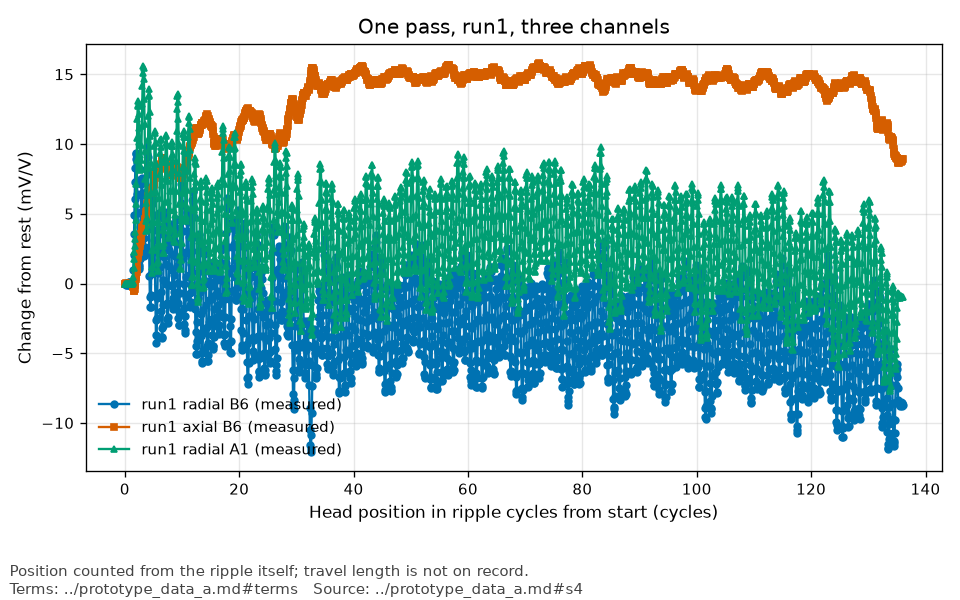 One pass, run1, three channels
Change from rest (mV/V)
15
10
5
0
−5
−10
run1 radial B6 (measured)
run1 axial B6 (measured)
run1 radial A1 (measured)
0 20 40 60 80 100 120 140
Head position in ripple cycles from start (cycles)
Position counted from the ripple itself; travel length is not on record.
Terms: ../prototype_data_a.md#terms Source: ../prototype_data_a.md#s4